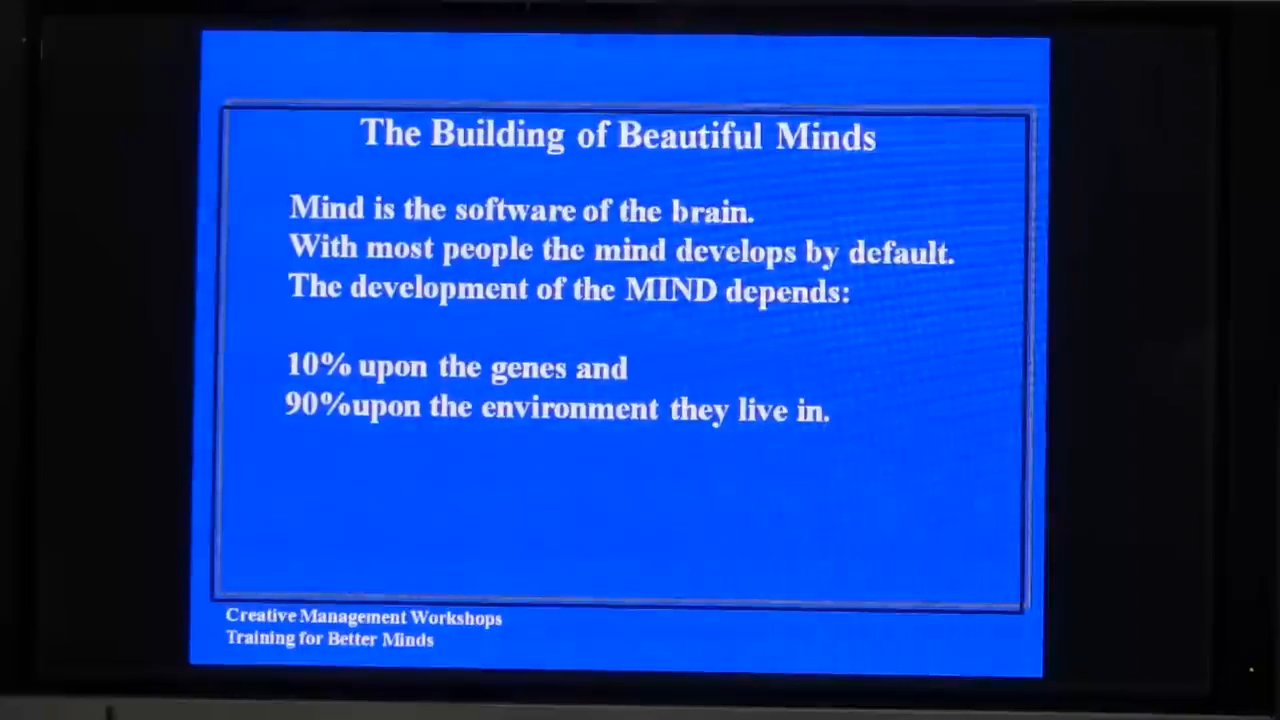 The Building of Beautiful Minds
Mind is the software of the brain.
With most people the mind develops by default.
The development of the MIND depends:
10% upon the genes and
90%upon the environment they live in.
Creative Management Workshops
Training for Better Minds